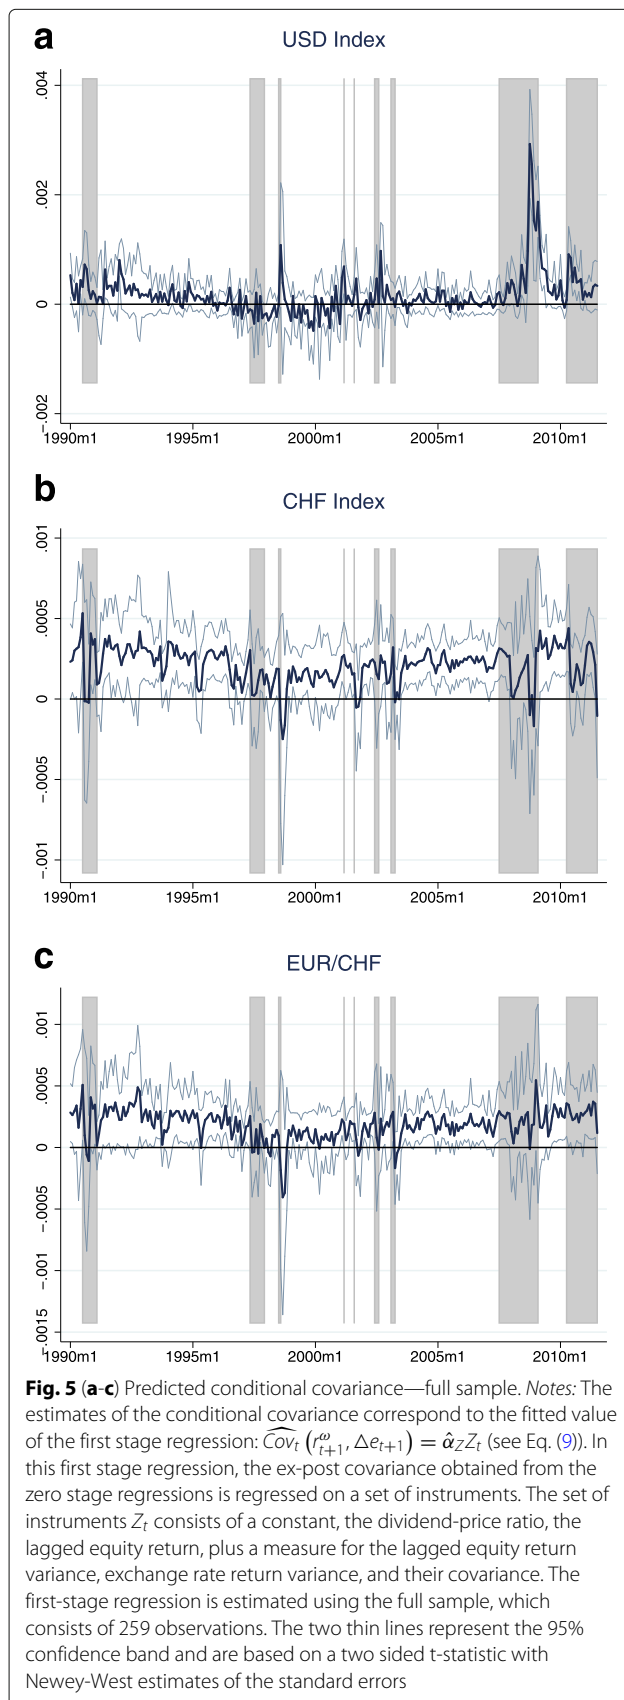 a
USD Index
.004
.002
0
-.002
1990m1 1995m1 2000m1 2005m1 2010m1
b
CHF Index
.001
.0005
0
-.0005
-.001
1990m1 1995m1 2000m1 2005m1 2010m1
c
EUR/CHF
.001
.0005
0
-.0005
-.001
-.0015
1990m1 1995m1 2000m1 2005m1 2010m1
Fig. 5 (a-c) Predicted conditional covariance—full sample. Notes: The
estimates of the conditional covariance correspond to the fitted value
of the first stage regression: \widehat{Cov}_t (r^ω_{t+1}, △e_{t+1}) = α̂_Z Z_t (see Eq. (9)). In
this first stage regression, the ex-post covariance obtained from the
zero stage regressions is regressed on a set of instruments. The set of
instruments Z_t consists of a constant, the dividend-price ratio, the
lagged equity return, plus a measure for the lagged equity return
variance, exchange rate return variance, and their covariance. The
first-stage regression is estimated using the full sample, which
consists of 259 observations. The two thin lines represent the 95%
confidence band and are based on a two sided t-statistic with
Newey-West estimates of the standard errors